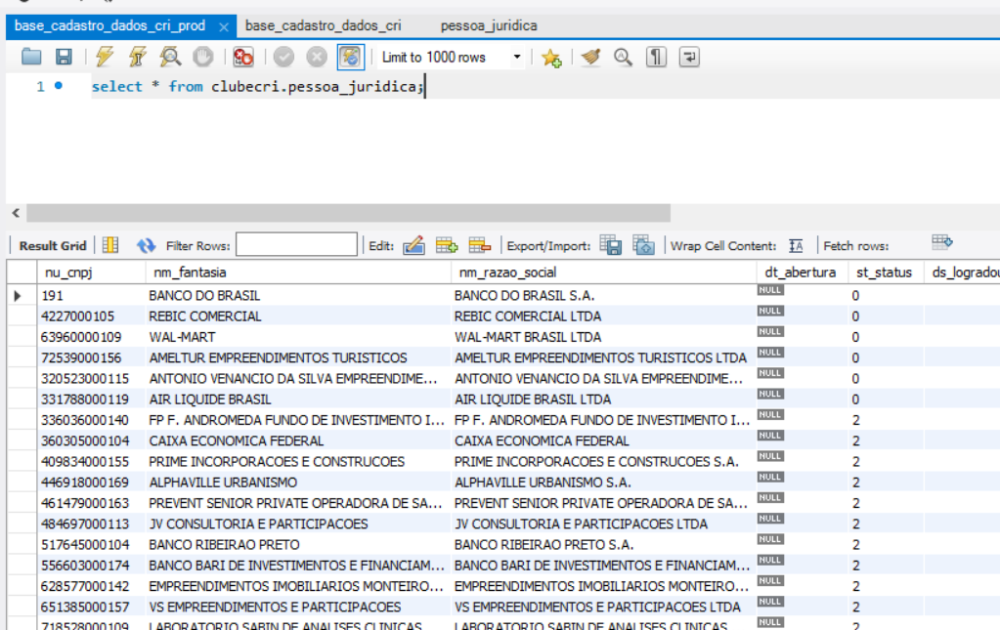 base_cadastro_dados_cri_prod base_cadastro_dados_cri pessoa_juridica
Limit to 1000 rows
1 select * from clubecri.pessoa_juridica;
Result Grid Filter Rows: Edit: Export/Import: Wrap Cell Content: Fetch rows:
nu_cnpj nm_fantasia nm_razao_social dt_abertura st_status ds_logradou
191 BANCO DO BRASIL BANCO DO BRASIL S.A. NULL 0
4227000105 REBIC COMERCIAL REBIC COMERCIAL LTDA NULL 0
63960000109 WAL-MART WAL-MART BRASIL LTDA NULL 0
72539000156 AMELTUR EMPREENDIMENTOS TURISTICOS AMELTUR EMPREENDIMENTOS TURISTICOS LTDA NULL 0
320523000115 ANTONIO VENANCIO DA SILVA EMPREENDIME... ANTONIO VENANCIO DA SILVA EMPREENDIME... NULL 0
331788000119 AIR LIQUIDE BRASIL AIR LIQUIDE BRASIL LTDA NULL 0
336036000140 FP F. ANDROMEDA FUNDO DE INVESTIMENTO I... FP F. ANDROMEDA FUNDO DE INVESTIMENTO I... NULL 2
360305000104 CAIXA ECONOMICA FEDERAL CAIXA ECONOMICA FEDERAL NULL 2
409834000155 PRIME INCORPORACOES E CONSTRUCOES PRIME INCORPORACOES E CONSTRUCOES S.A. NULL 2
446918000169 ALPHAVILLE URBANISMO ALPHAVILLE URBANISMO S.A. NULL 2
461479000163 PREVENT SENIOR PRIVATE OPERADORA DE SA... PREVENT SENIOR PRIVATE OPERADORA DE SA... NULL 2
484697000113 JV CONSULTORIA E PARTICIPACOES JV CONSULTORIA E PARTICIPACOES LTDA NULL 2
517645000104 BANCO RIBEIRAO PRETO BANCO RIBEIRAO PRETO S.A. NULL 2
556603000174 BANCO BARI DE INVESTIMENTOS E FINANCIAM... BANCO BARI DE INVESTIMENTOS E FINANCIAM... NULL 2
628577000142 EMPREENDIMENTOS IMOBILIARIOS MONTEIRO... EMPREENDIMENTOS IMOBILIARIOS MONTEIRO... NULL 2
651385000157 VS EMPREENDIMENTOS E PARTICIPACOES VS EMPREENDIMENTOS E PARTICIPACOES LTDA NULL 2
718528000109 LABORATORIO SABIN DE ANALISES CLINICAS LABORATORIO SABIN DE ANALISES CLINICAS NULL 2